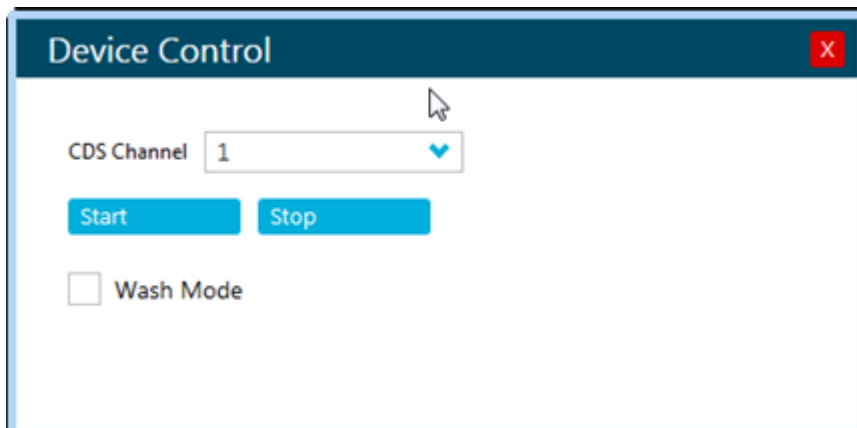 Device Control X
CDS Channel 1
Start Stop
Wash Mode